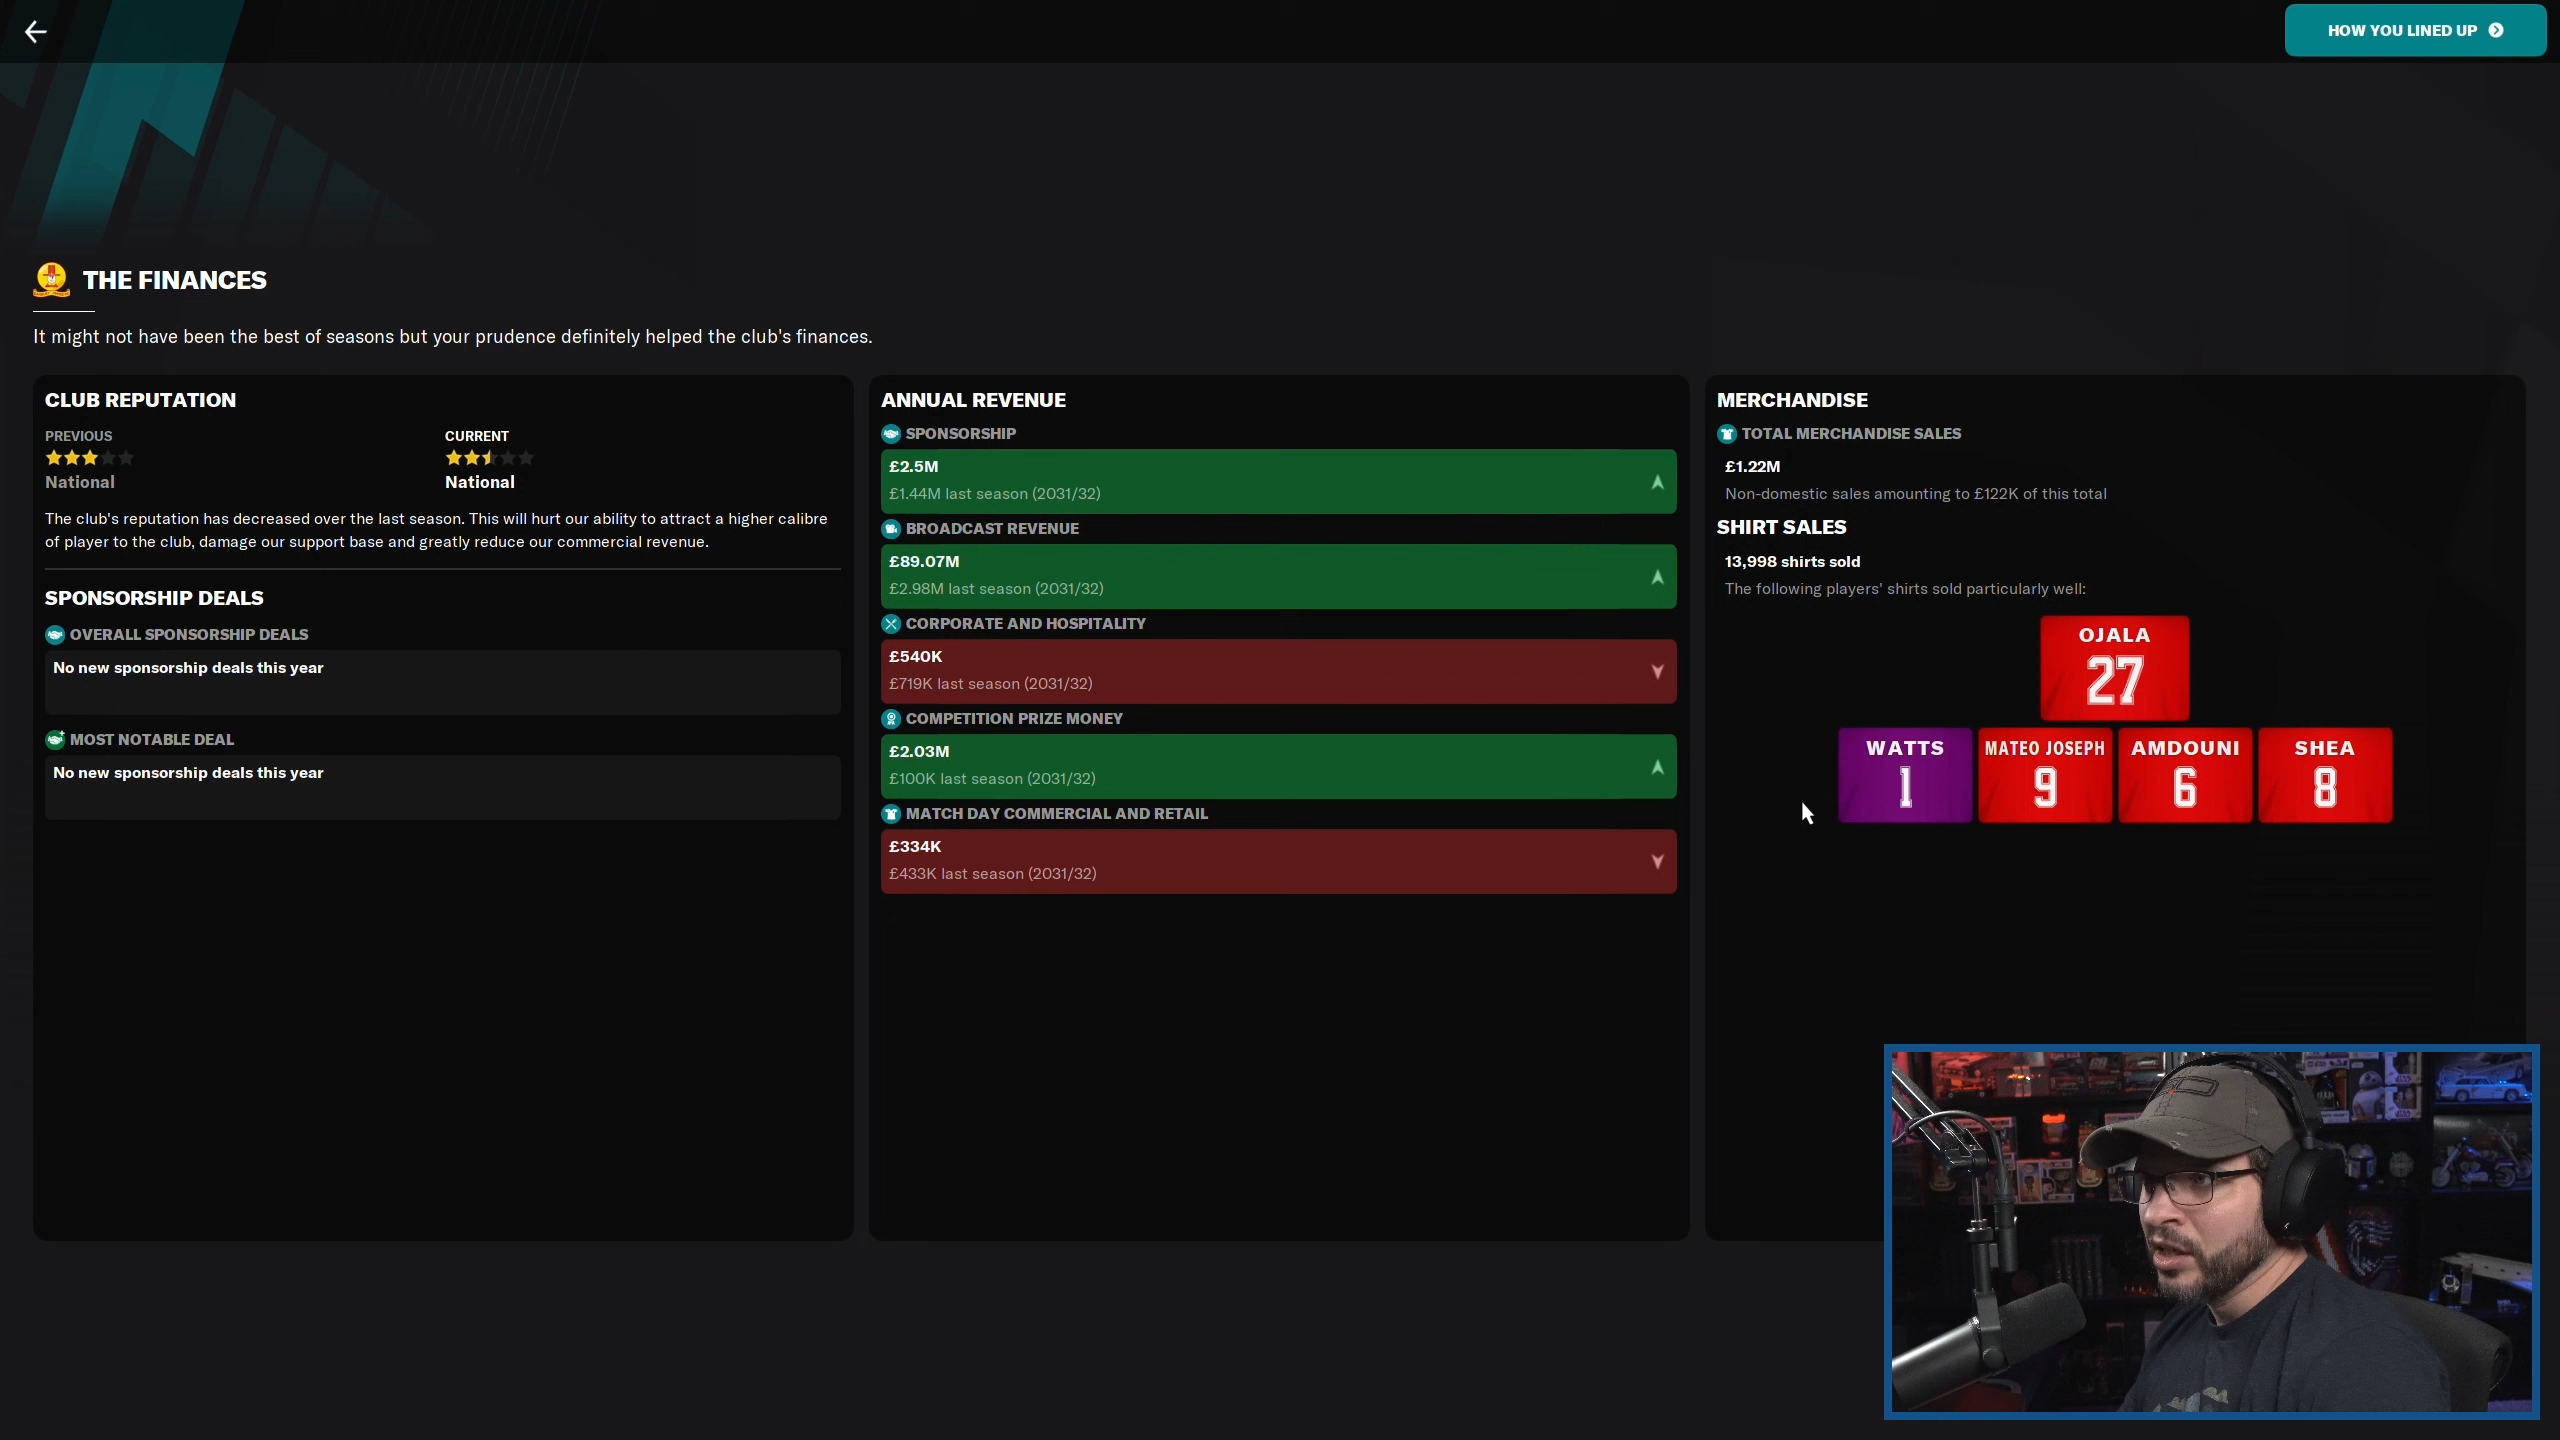 HOW YOU LINED UP
THE FINANCES
It might not have been the best of seasons but your prudence definitely helped the club's finances.
CLUB REPUTATION
PREVIOUS
CURRENT
National
National
The club's reputation has decreased over the last season. This will hurt our ability to attract a higher calibre
of player to the club, damage our support base and greatly reduce our commercial revenue.
SPONSORSHIP DEALS
OVERALL SPONSORSHIP DEALS
No new sponsorship deals this year
MOST NOTABLE DEAL
No new sponsorship deals this year
ANNUAL REVENUE
SPONSORSHIP
£2.5M
£1.44M last season (2031/32)
BROADCAST REVENUE
£89.07M
£2.98M last season (2031/32)
CORPORATE AND HOSPITALITY
£540K
£719K last season (2031/32)
COMPETITION PRIZE MONEY
£2.03M
£100K last season (2031/32)
MATCH DAY COMMERCIAL AND RETAIL
£334K
£433K last season (2031/32)
MERCHANDISE
TOTAL MERCHANDISE SALES
£1.22M
Non-domestic sales amounting to £122K of this total
SHIRT SALES
13,998 shirts sold
The following players' shirts sold particularly well:
OJALA
27
WATTS
1
MATEO JOSEPH
9
AMDOUNI
6
SHEA
8